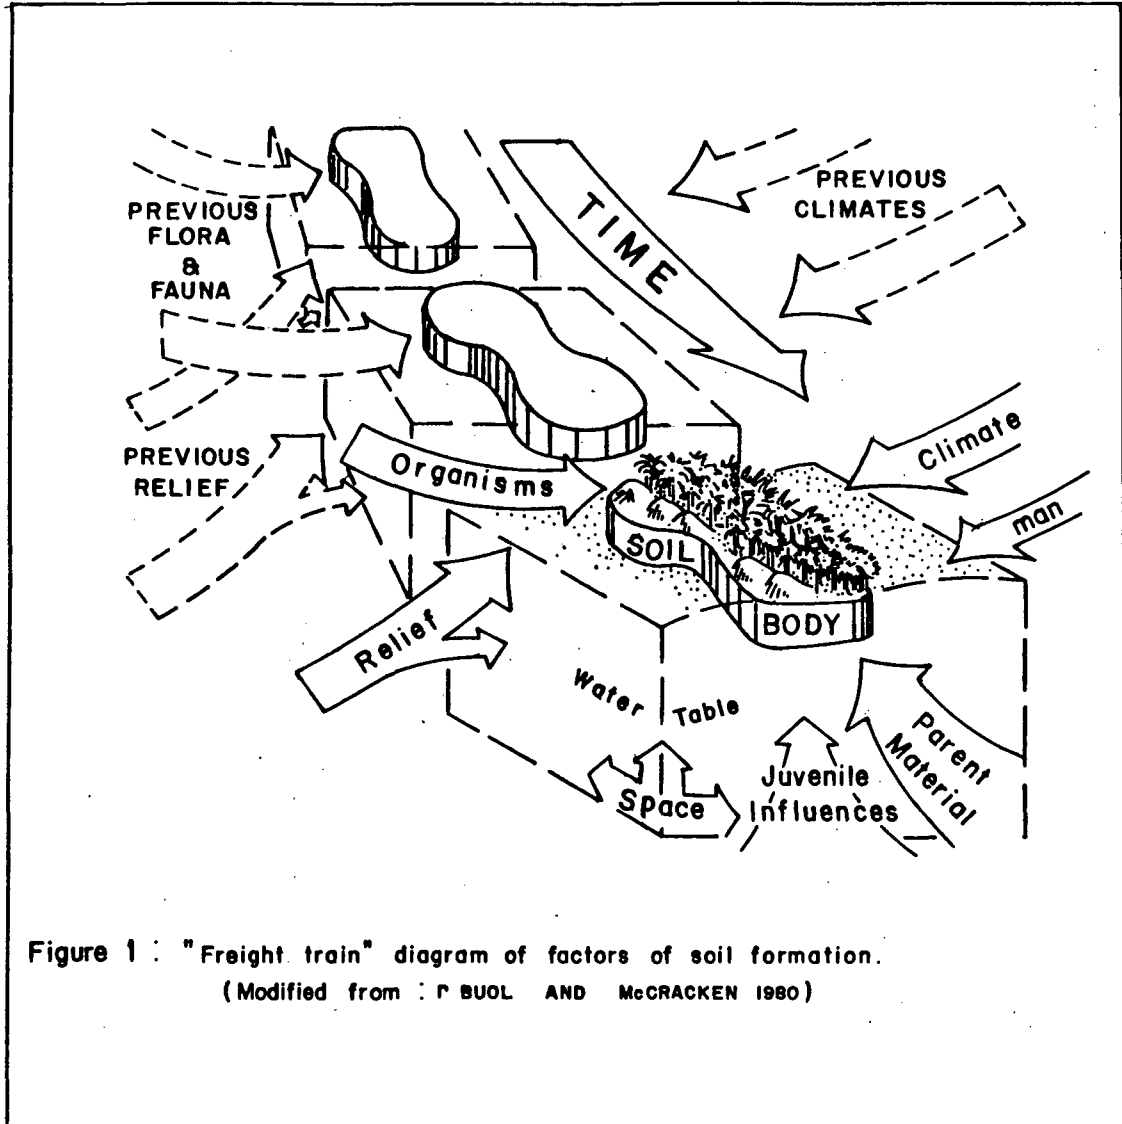 TIME
PREVIOUS
CLIMATES
PREVIOUS
FLORA
&
FAUNA
PREVIOUS
RELIEF
Organisms
Climate
man
SOIL
BODY
Relief
Water Table
Parent
Material
Space
Juvenile
Influences
Figure 1 : "Freight train" diagram of factors of soil formation.
(Modified from : r BUOL AND McCRACKEN 1980)